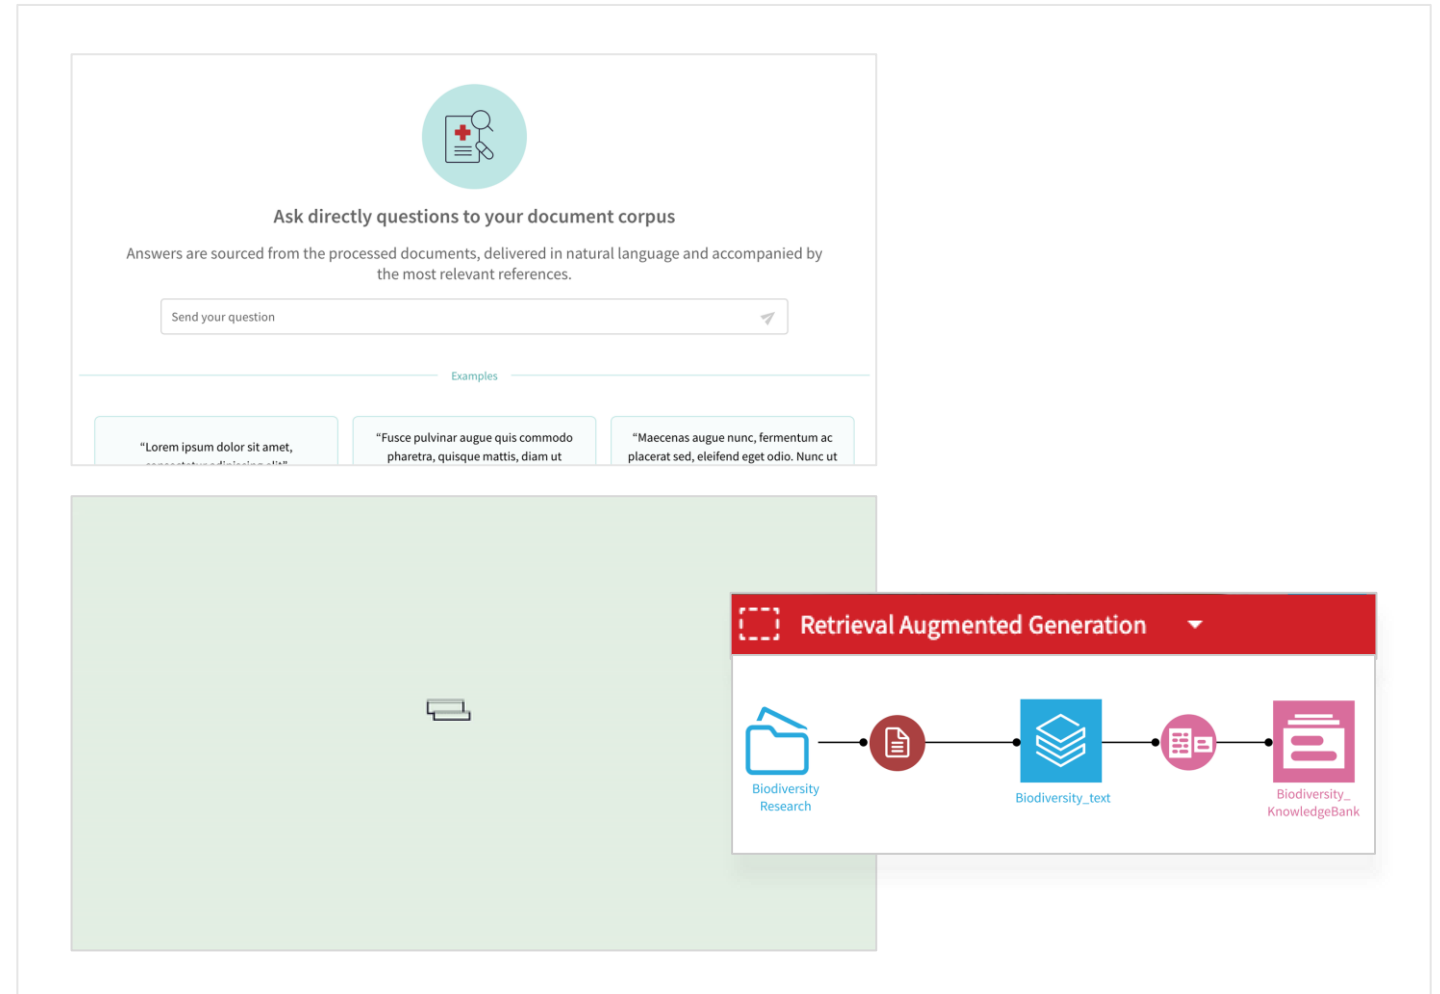 Ask directly questions to your document corpus
Answers are sourced from the processed documents, delivered in natural language and accompanied by
the most relevant references.
Send your question
Examples
“Lorem ipsum dolor sit amet,
consectetur adipiscing elit”
“Fusce pulvinar augue quis commodo
pharetra, quisque mattis, diam ut
“Maecenas augue nunc, fermentum ac
placerat sed, eleifend eget odio. Nunc ut
Retrieval Augmented Generation
Biodiversity
Research
Biodiversity_text
Biodiversity_
KnowledgeBank